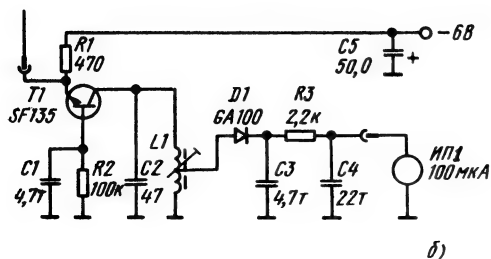 R1
470
C5
50,0
+
-6В
T1
SF135
C1
4,7т
R2
100к
C2
47
L1
D1
GA100
R3
2,2к
C3
4,7т
C4
22т
ИП1
100мкА
б)